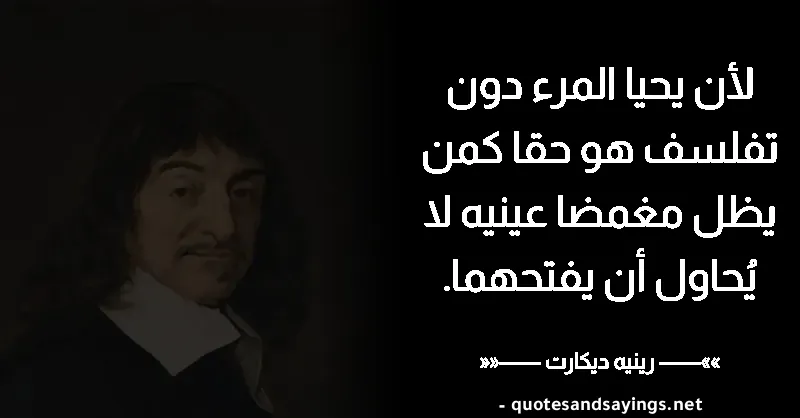 لأن يحيا المرء دون
تفلسف هو حقا كمن
يظل مغمضا عينيه لا
يُحاول أن يفتحهما.
»»—— رينيه ديكارت ——««
- quotesandsayings.net